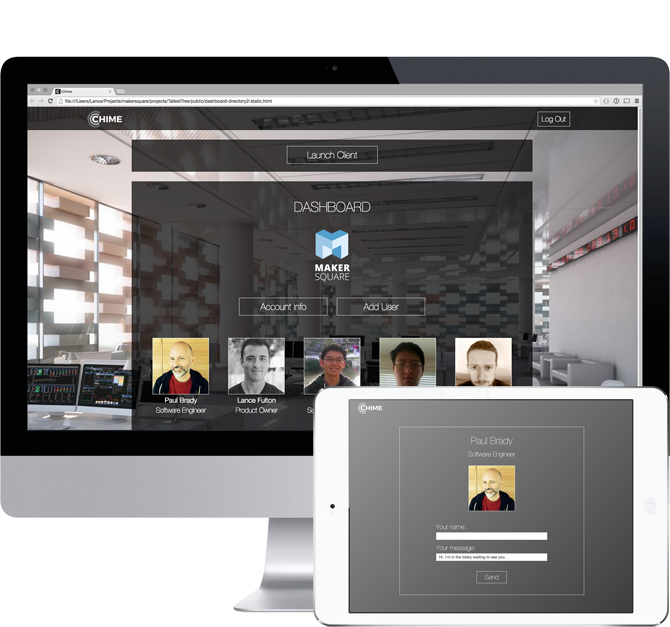 Chime
file:///Users/Lance/Projects/makersquare/projects/TallestTree/public/dashboard-directory2-static.html
CHIME
Log Out
Launch Client
DASHBOARD
MAKER
SQUARE
Account Info
Add User
Paul Brady
Lance Fulton
Software Engineer
Product Owner
CHIME
Paul Brady
Software Engineer
Your name:
Your message:
Hi. I'm in the lobby waiting to see you.
Send